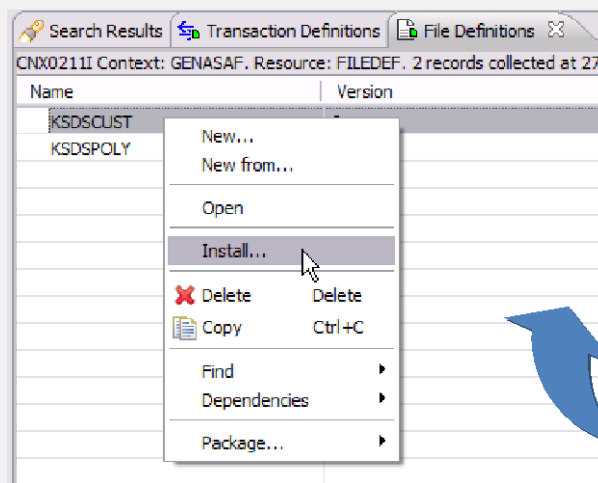 Search Results Transaction Definitions File Definitions
CNX0211I Context: GENASAF. Resource: FILEDEF. 2 records collected at 27
Name Version
KSDSCUST
KSDSPOLY
New...
New from...
Open
Install...
Delete Delete
Copy Ctrl+C
Find
Dependencies
Package...